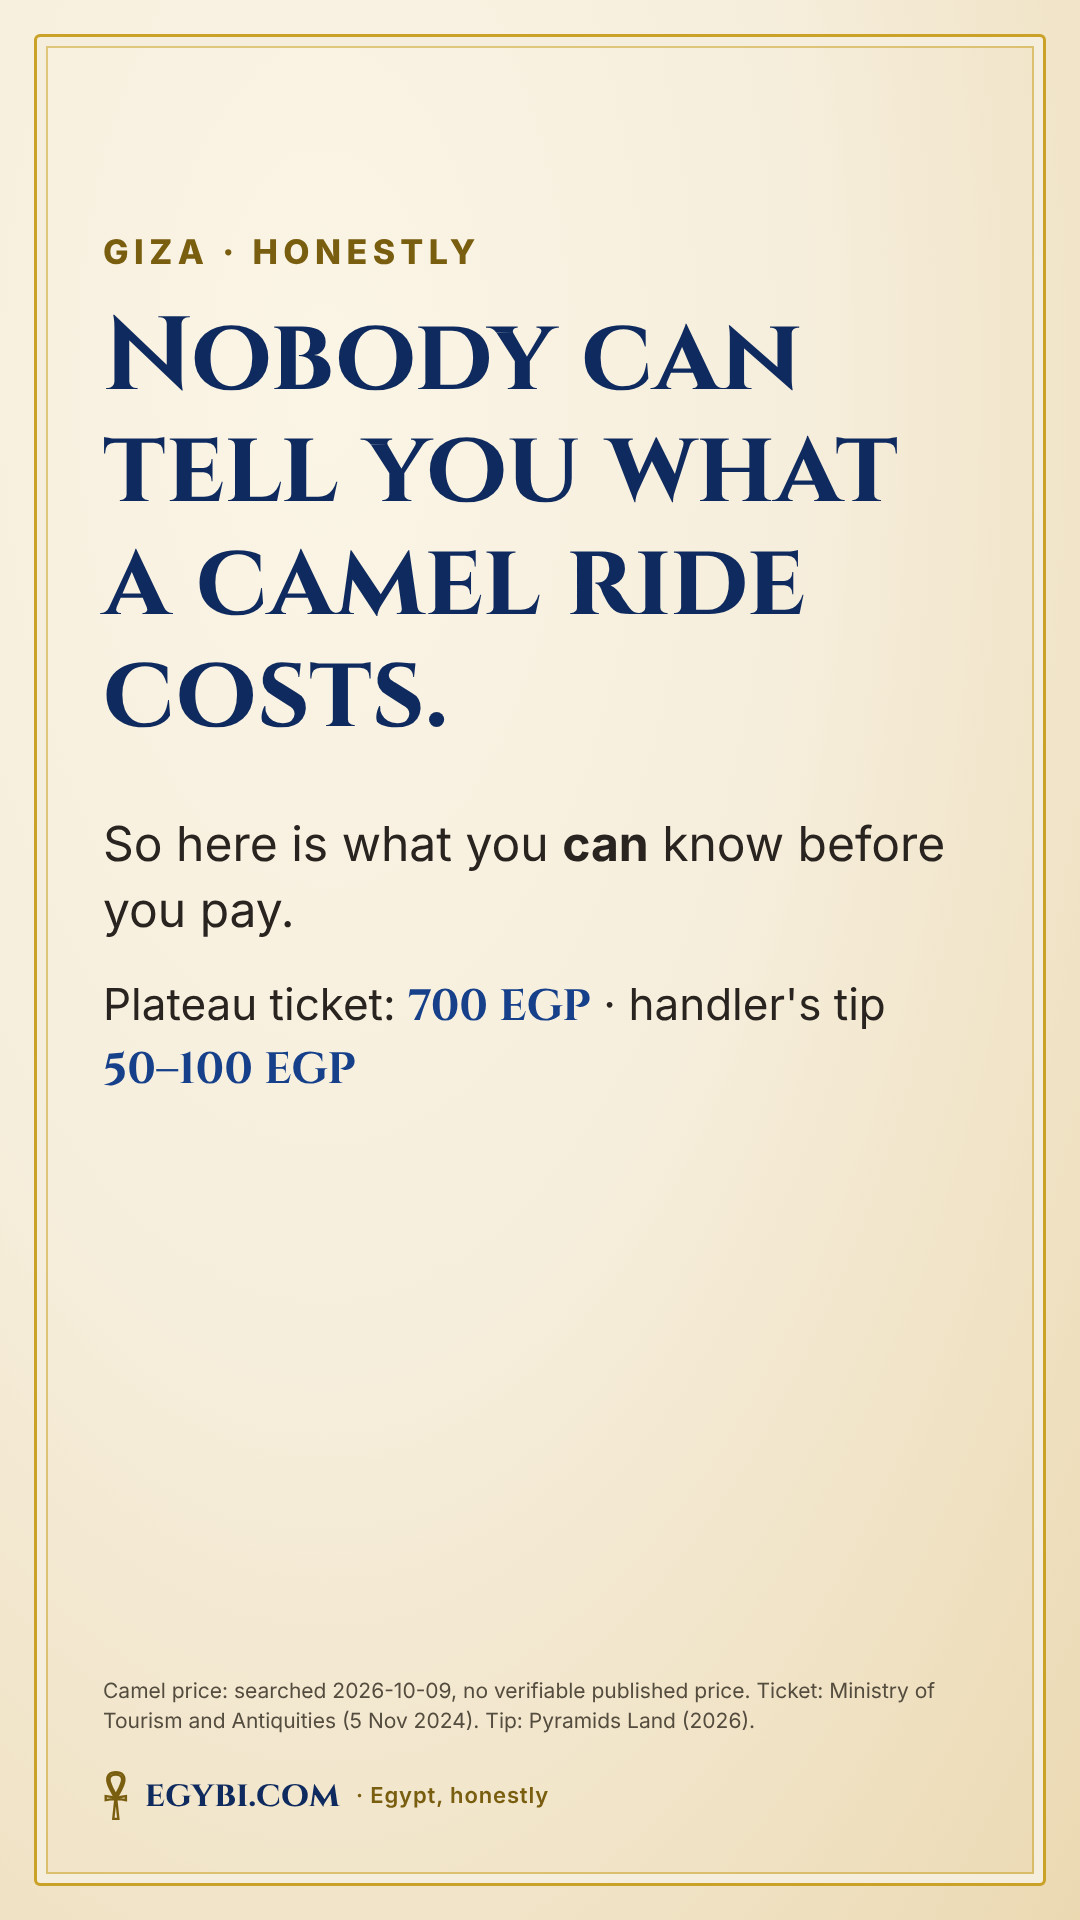 GIZA · HONESTLY
Nobody can
tell you what
a camel ride
costs.
So here is what you can know before
you pay.
Plateau ticket: 700 EGP · handler's tip
50–100 EGP
Camel price: searched 2026-10-09, no verifiable published price. Ticket: Ministry of
Tourism and Antiquities (5 Nov 2024). Tip: Pyramids Land (2026).
EGYBI.COM · Egypt, honestly